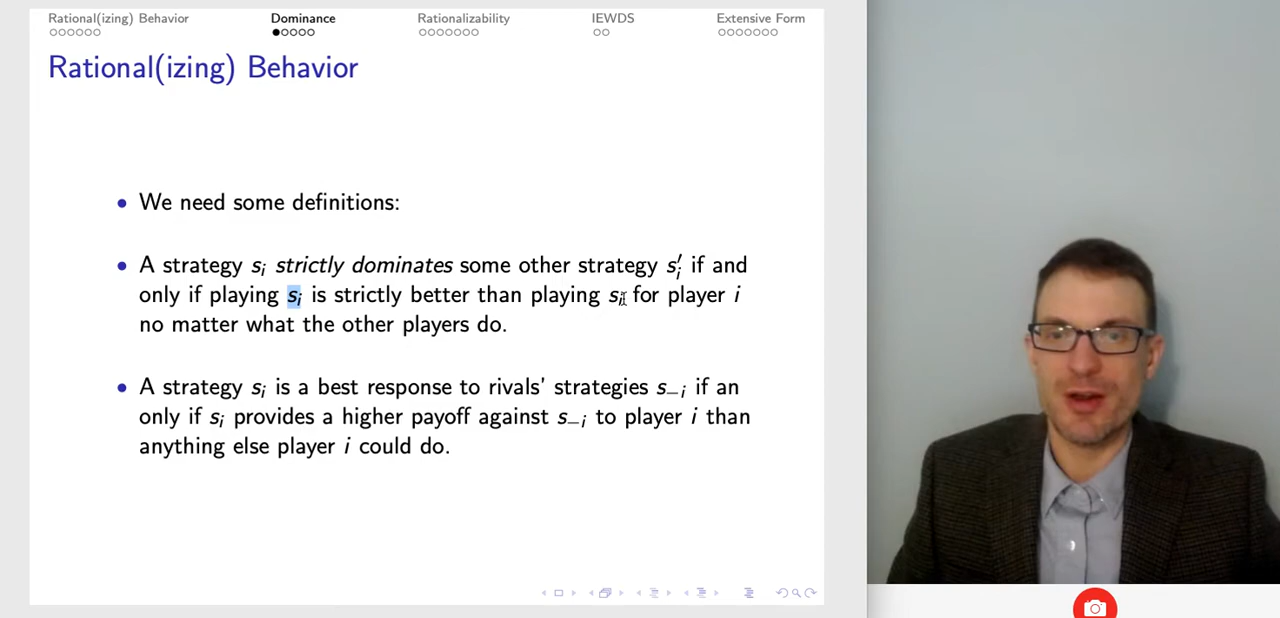 Rational(izing) Behavior Dominance Rationalizability IEWDS Extensive Form
Rational(izing) Behavior
• We need some definitions:
• A strategy sᵢ strictly dominates some other strategy s′ᵢ if and
only if playing sᵢ is strictly better than playing sᵢ for player i
no matter what the other players do.
• A strategy sᵢ is a best response to rivals' strategies s₋ᵢ if an
only if sᵢ provides a higher payoff against s₋ᵢ to player i than
anything else player i could do.